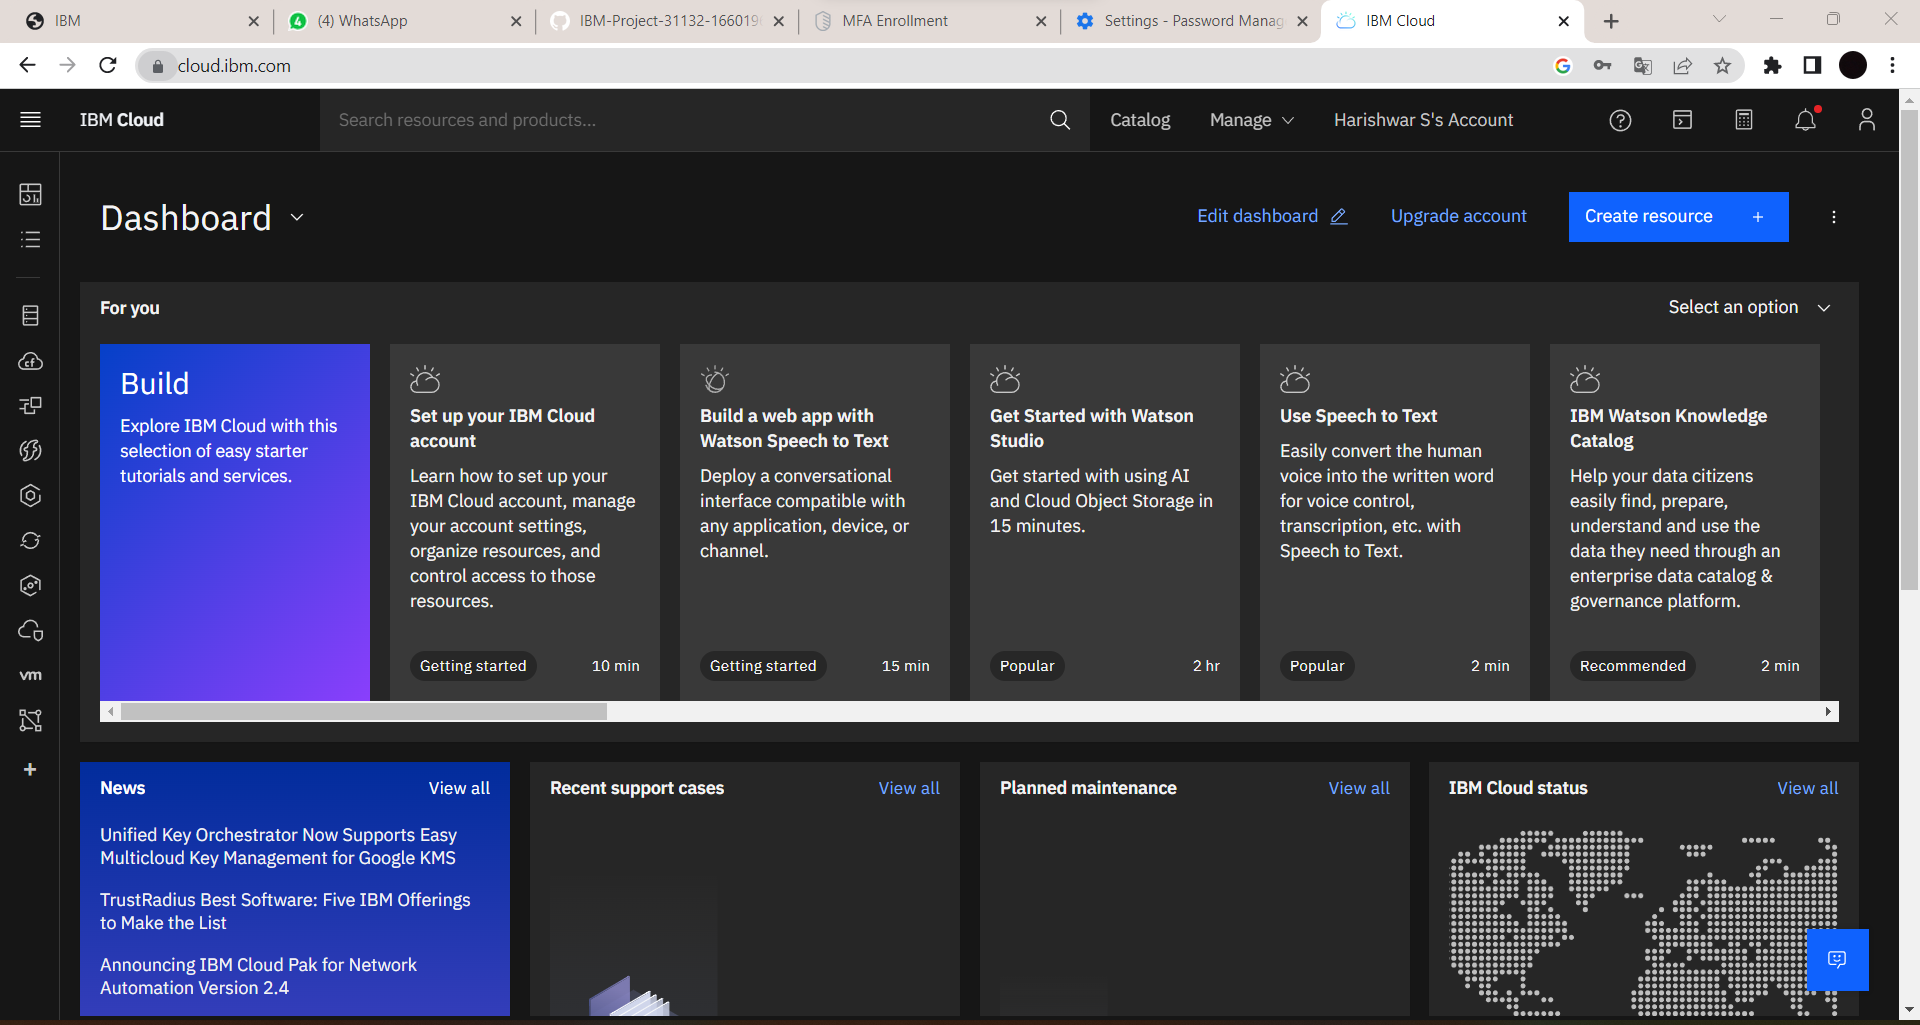 IBM
(4) WhatsApp
IBM-Project-31132-1660196
MFA Enrollment
Settings - Password Manag
IBM Cloud
cloud.ibm.com
IBM Cloud
Search resources and products...
Catalog
Manage
Harishwar S's Account
Dashboard
Edit dashboard
Upgrade account
Create resource +
For you
Select an option
Build
Explore IBM Cloud with this
selection of easy starter
tutorials and services.
Set up your IBM Cloud
account
Learn how to set up your
IBM Cloud account, manage
your account settings,
organize resources, and
control access to those
resources.
Getting started 10 min
Build a web app with
Watson Speech to Text
Deploy a conversational
interface compatible with
any application, device, or
channel.
Getting started 15 min
Get Started with Watson
Studio
Get started with using AI
and Cloud Object Storage in
15 minutes.
Popular 2 hr
Use Speech to Text
Easily convert the human
voice into the written word
for voice control,
transcription, etc. with
Speech to Text.
Popular 2 min
IBM Watson Knowledge
Catalog
Help your data citizens
easily find, prepare,
understand and use the
data they need through an
enterprise data catalog &
governance platform.
Recommended 2 min
vm
News View all
Unified Key Orchestrator Now Supports Easy
Multicloud Key Management for Google KMS
TrustRadius Best Software: Five IBM Offerings
to Make the List
Announcing IBM Cloud Pak for Network
Automation Version 2.4
Recent support cases View all
Planned maintenance View all
IBM Cloud status View all